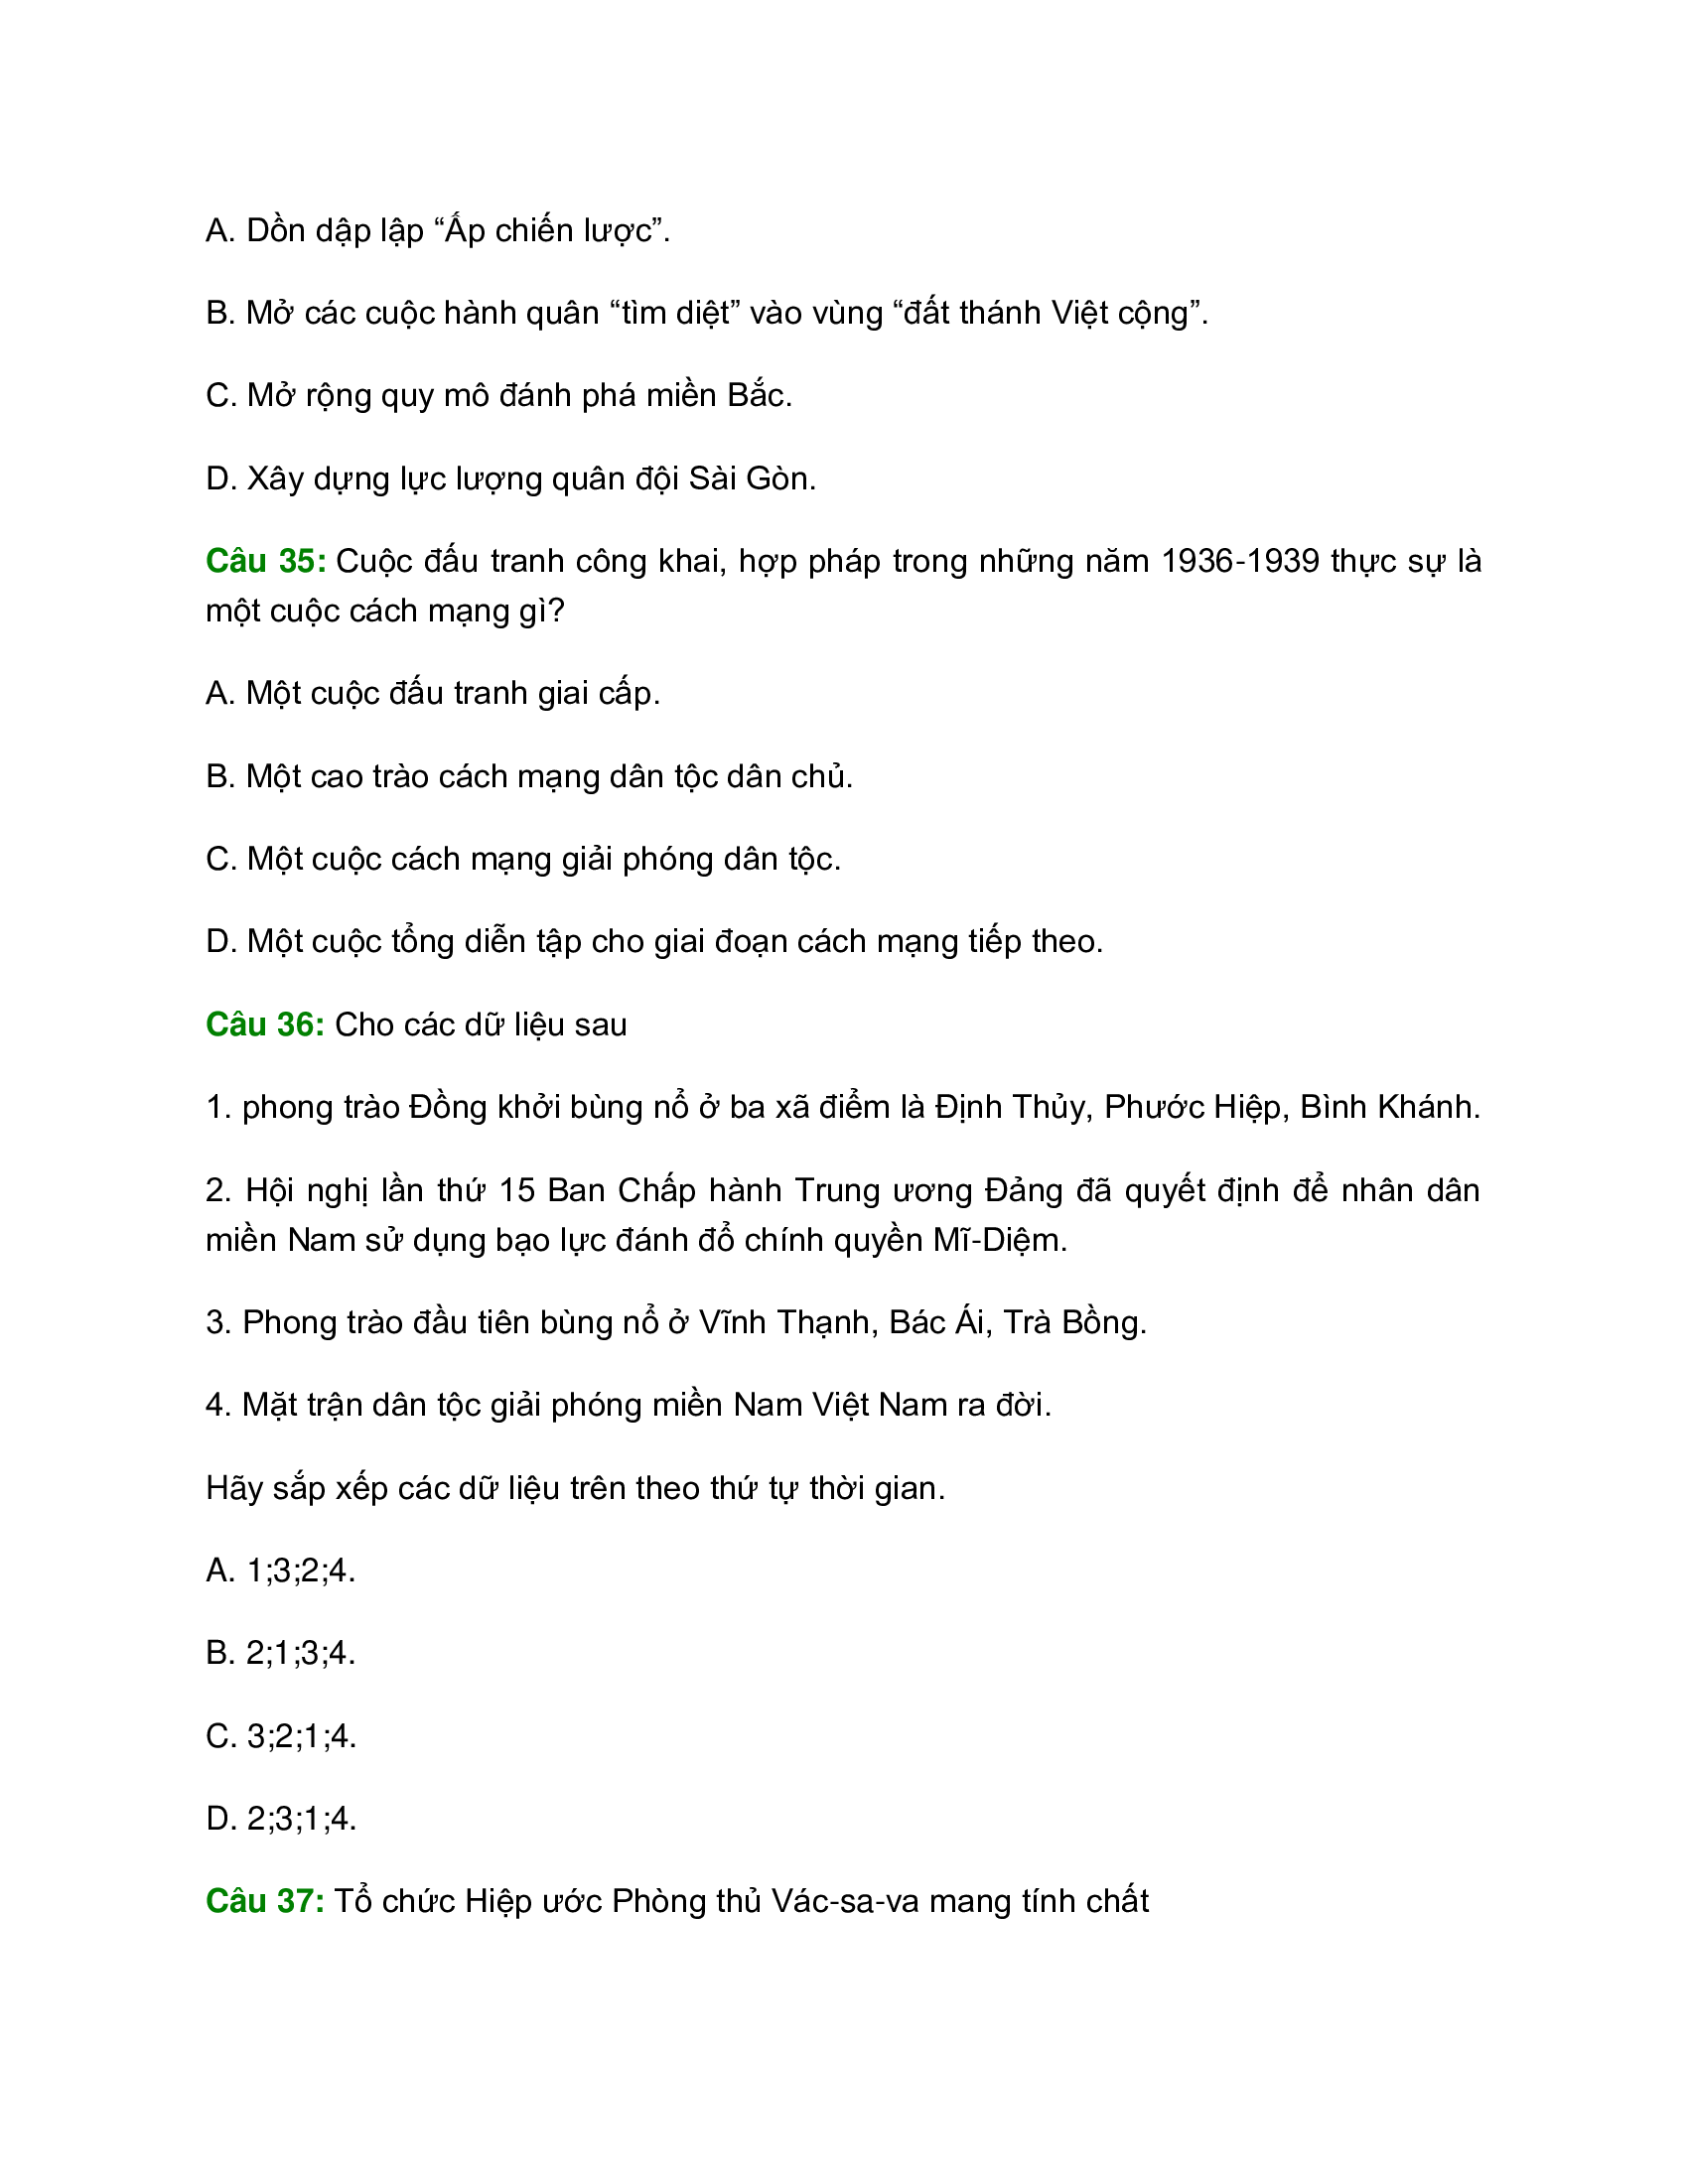 A. Dồn dập lập “Ấp chiến lược”.
B. Mở các cuộc hành quân “tìm diệt” vào vùng “đất thánh Việt cộng”.
C. Mở rộng quy mô đánh phá miền Bắc.
D. Xây dựng lực lượng quân đội Sài Gòn.
Câu 35: Cuộc đấu tranh công khai, hợp pháp trong những năm 1936-1939 thực sự là
một cuộc cách mạng gì?
A. Một cuộc đấu tranh giai cấp.
B. Một cao trào cách mạng dân tộc dân chủ.
C. Một cuộc cách mạng giải phóng dân tộc.
D. Một cuộc tổng diễn tập cho giai đoạn cách mạng tiếp theo.
Câu 36: Cho các dữ liệu sau
1. phong trào Đồng khởi bùng nổ ở ba xã điểm là Định Thủy, Phước Hiệp, Bình Khánh.
2. Hội nghị lần thứ 15 Ban Chấp hành Trung ương Đảng đã quyết định để nhân dân
miền Nam sử dụng bạo lực đánh đổ chính quyền Mĩ-Diệm.
3. Phong trào đầu tiên bùng nổ ở Vĩnh Thạnh, Bác Ái, Trà Bồng.
4. Mặt trận dân tộc giải phóng miền Nam Việt Nam ra đời.
Hãy sắp xếp các dữ liệu trên theo thứ tự thời gian.
A. 1;3;2;4.
B. 2;1;3;4.
C. 3;2;1;4.
D. 2;3;1;4.
Câu 37: Tổ chức Hiệp ước Phòng thủ Vác-sa-va mang tính chất